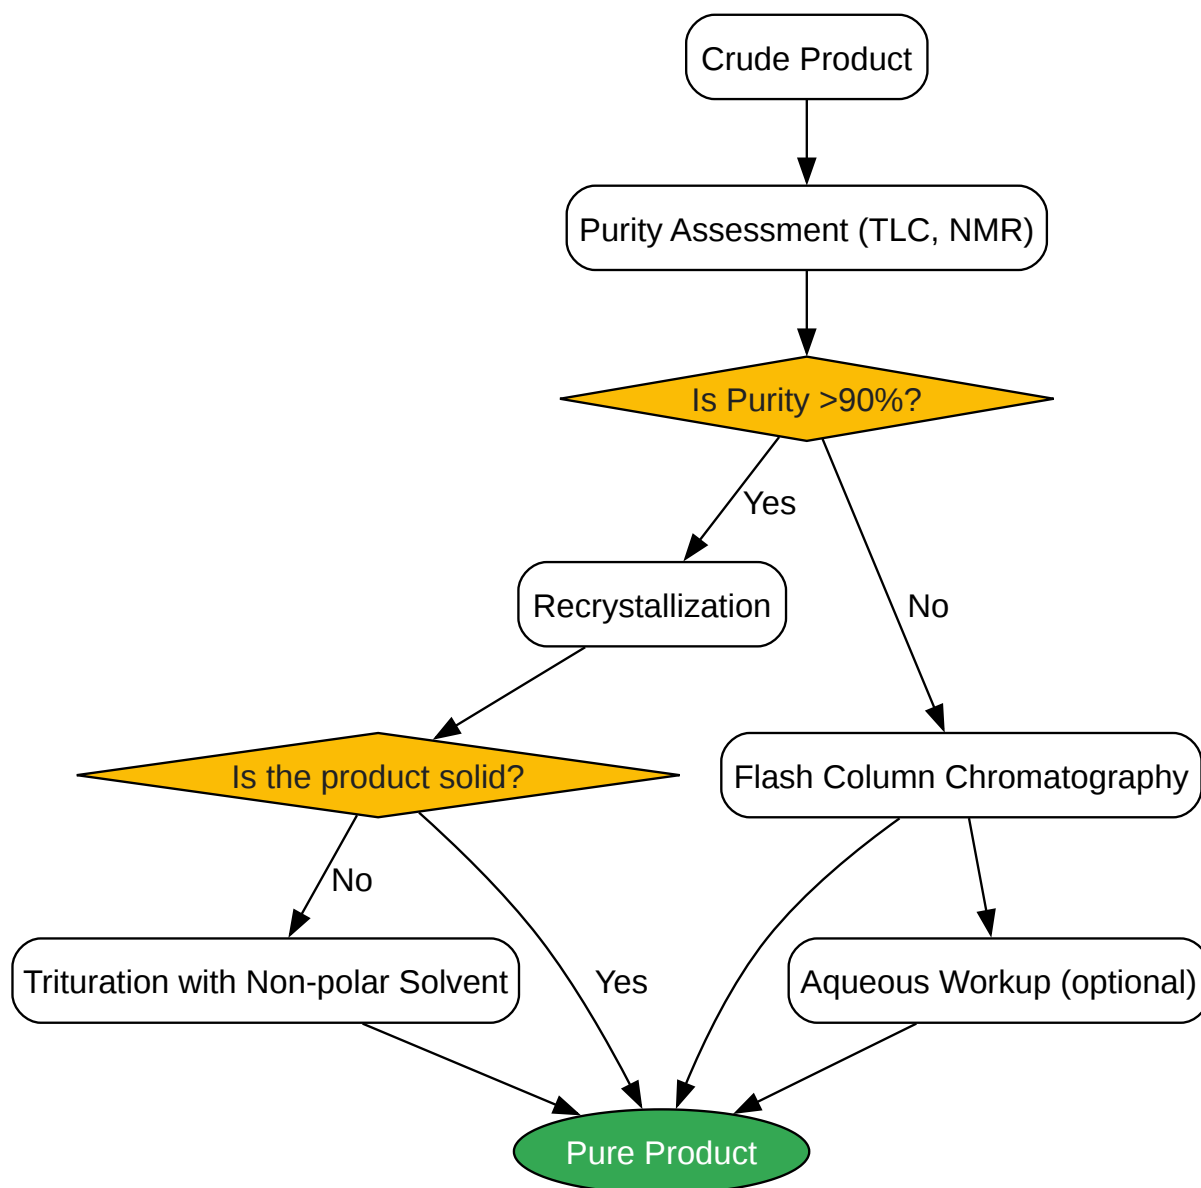 Crude Product
Purity Assessment (TLC, NMR)
Is Purity >90%?
Yes
Recrystallization
No
Is the product solid?
Flash Column Chromatography
No
Trituration with Non-polar Solvent
Yes
Aqueous Workup (optional)
Pure Product